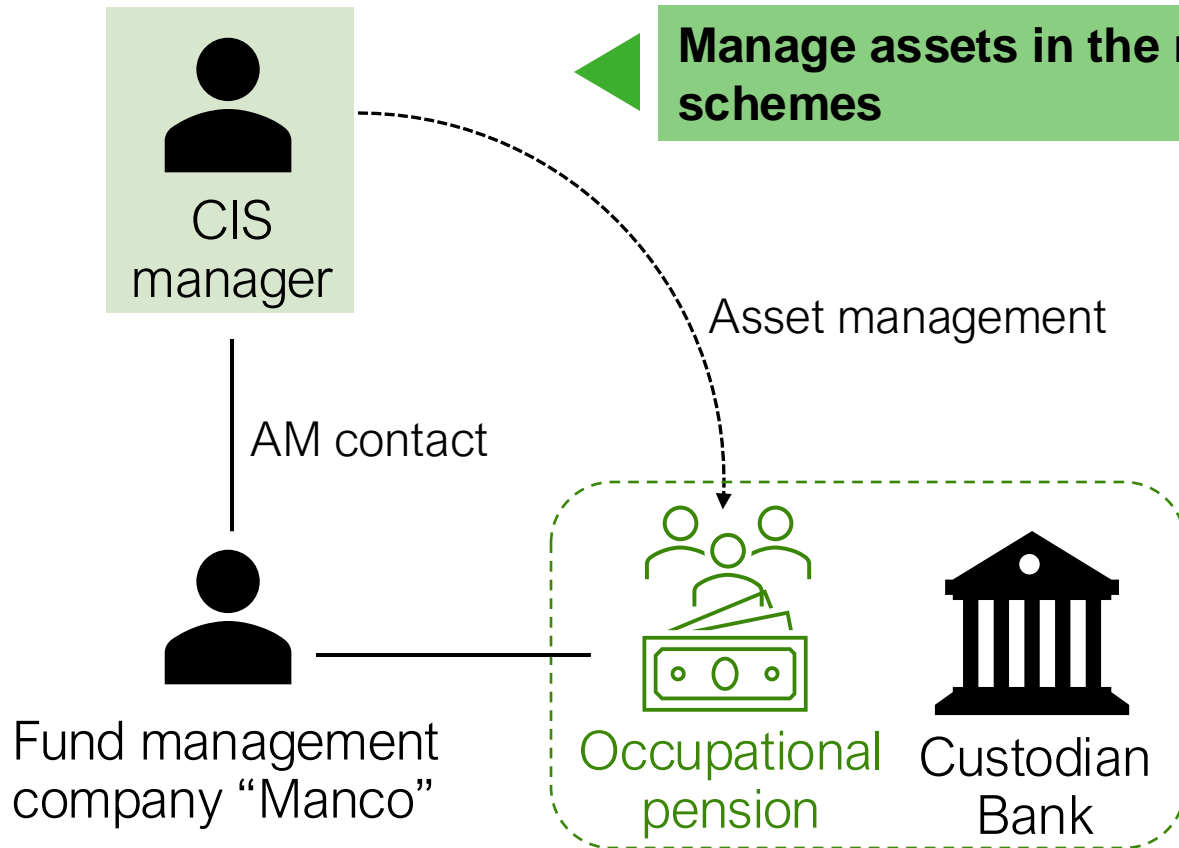 Manage assets in the
schemes
CIS
manager
Asset management
AM contact
Fund management
company “Manco”
Occupational
pension
Custodian
Bank